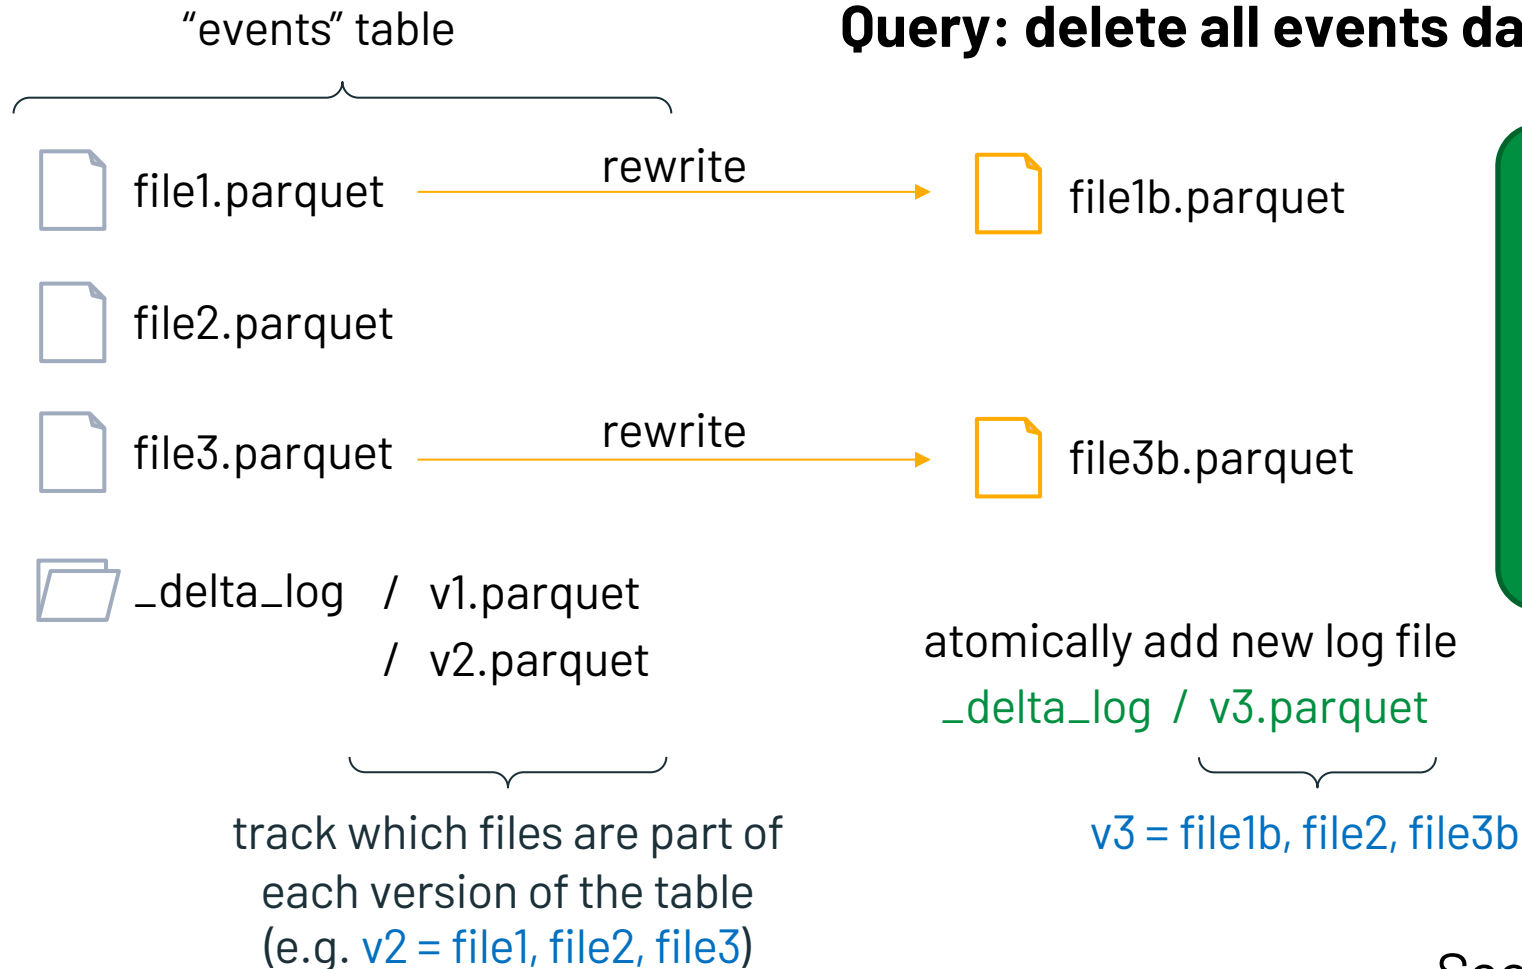 “events” table
Query: delete all events da
file1.parquet
rewrite
file1b.parquet
file2.parquet
file3.parquet
rewrite
file3b.parquet
_delta_log / v1.parquet
/ v2.parquet
atomically add new log file
_delta_log / v3.parquet
track which files are part of
each version of the table
(e.g. v2 = file1, file2, file3)
v3 = file1b, file2, file3b